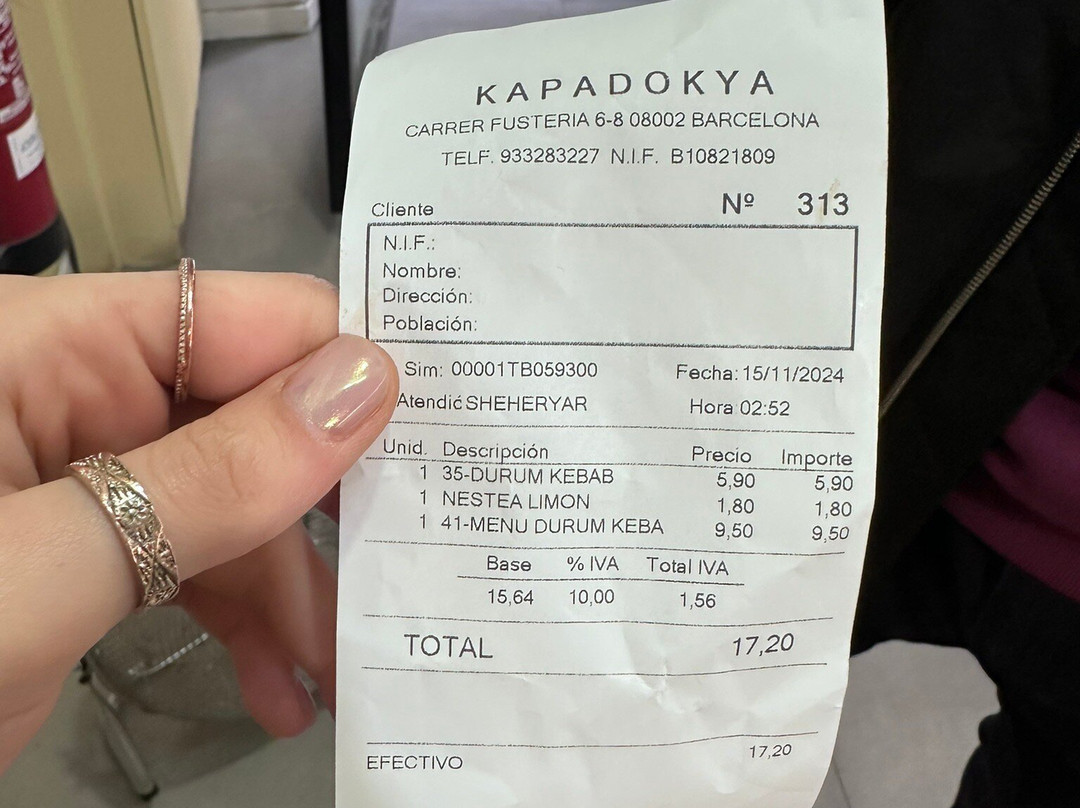 KAPADOKYA
CARRER FUSTERIA 6-8 08002 BARCELONA
TELF. 933283227 N.I.F. B10821809
Cliente Nº 313
N.I.F.:
Nombre:
Dirección:
Población:
Sim: 00001TB059300 Fecha: 15/11/2024
Atendió SHEHERYAR Hora 02:52
Unid. Descripción Precio Importe
1 35-DURUM KEBAB 5,90 5,90
1 NESTEA LIMON 1,80 1,80
1 41-MENU DURUM KEBA 9,50 9,50
Base % IVA Total IVA
15,64 10,00 1,56
TOTAL 17,20
EFECTIVO 17,20